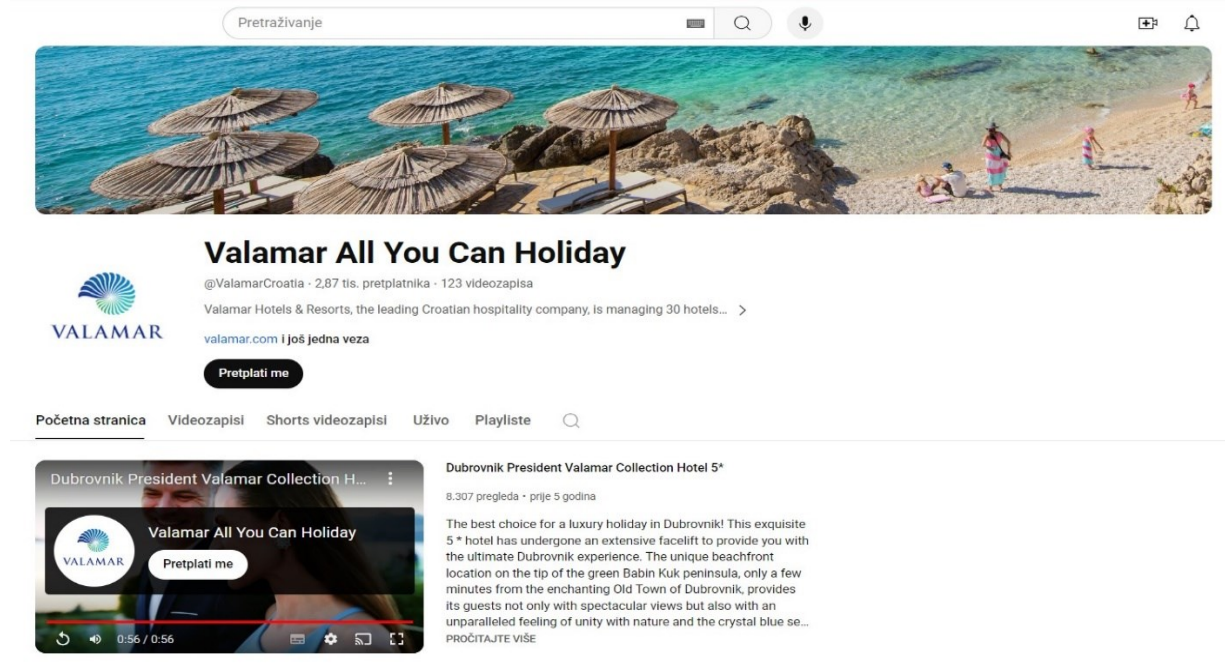 Pretraživanje
Valamar All You Can Holiday
@ValamarCroatia · 2,87 tis. pretplatnika · 123 videozapisa
Valamar Hotels & Resorts, the leading Croatian hospitality company, is managing 30 hotels...
VALAMAR
valamar.com i još jedna veza
Pretplati me
Početna stranica Videozapisi Shorts videozapisi Uživo Playliste
Dubrovnik President Valamar Collection H...
Valamar All You Can Holiday
VALAMAR
Pretplati me
0:56 / 0:56
Dubrovnik President Valamar Collection Hotel 5*
8.307 pregleda • prije 5 godina
The best choice for a luxury holiday in Dubrovnik! This exquisite
5 * hotel has undergone an extensive facelift to provide you with
the ultimate Dubrovnik experience. The unique beachfront
location on the tip of the green Babin Kuk peninsula, only a few
minutes from the enchanting Old Town of Dubrovnik, provides
its guests not only with spectacular views but also with an
unparalleled feeling of unity with nature and the crystal blue se...
PROČITAJTE VIŠE